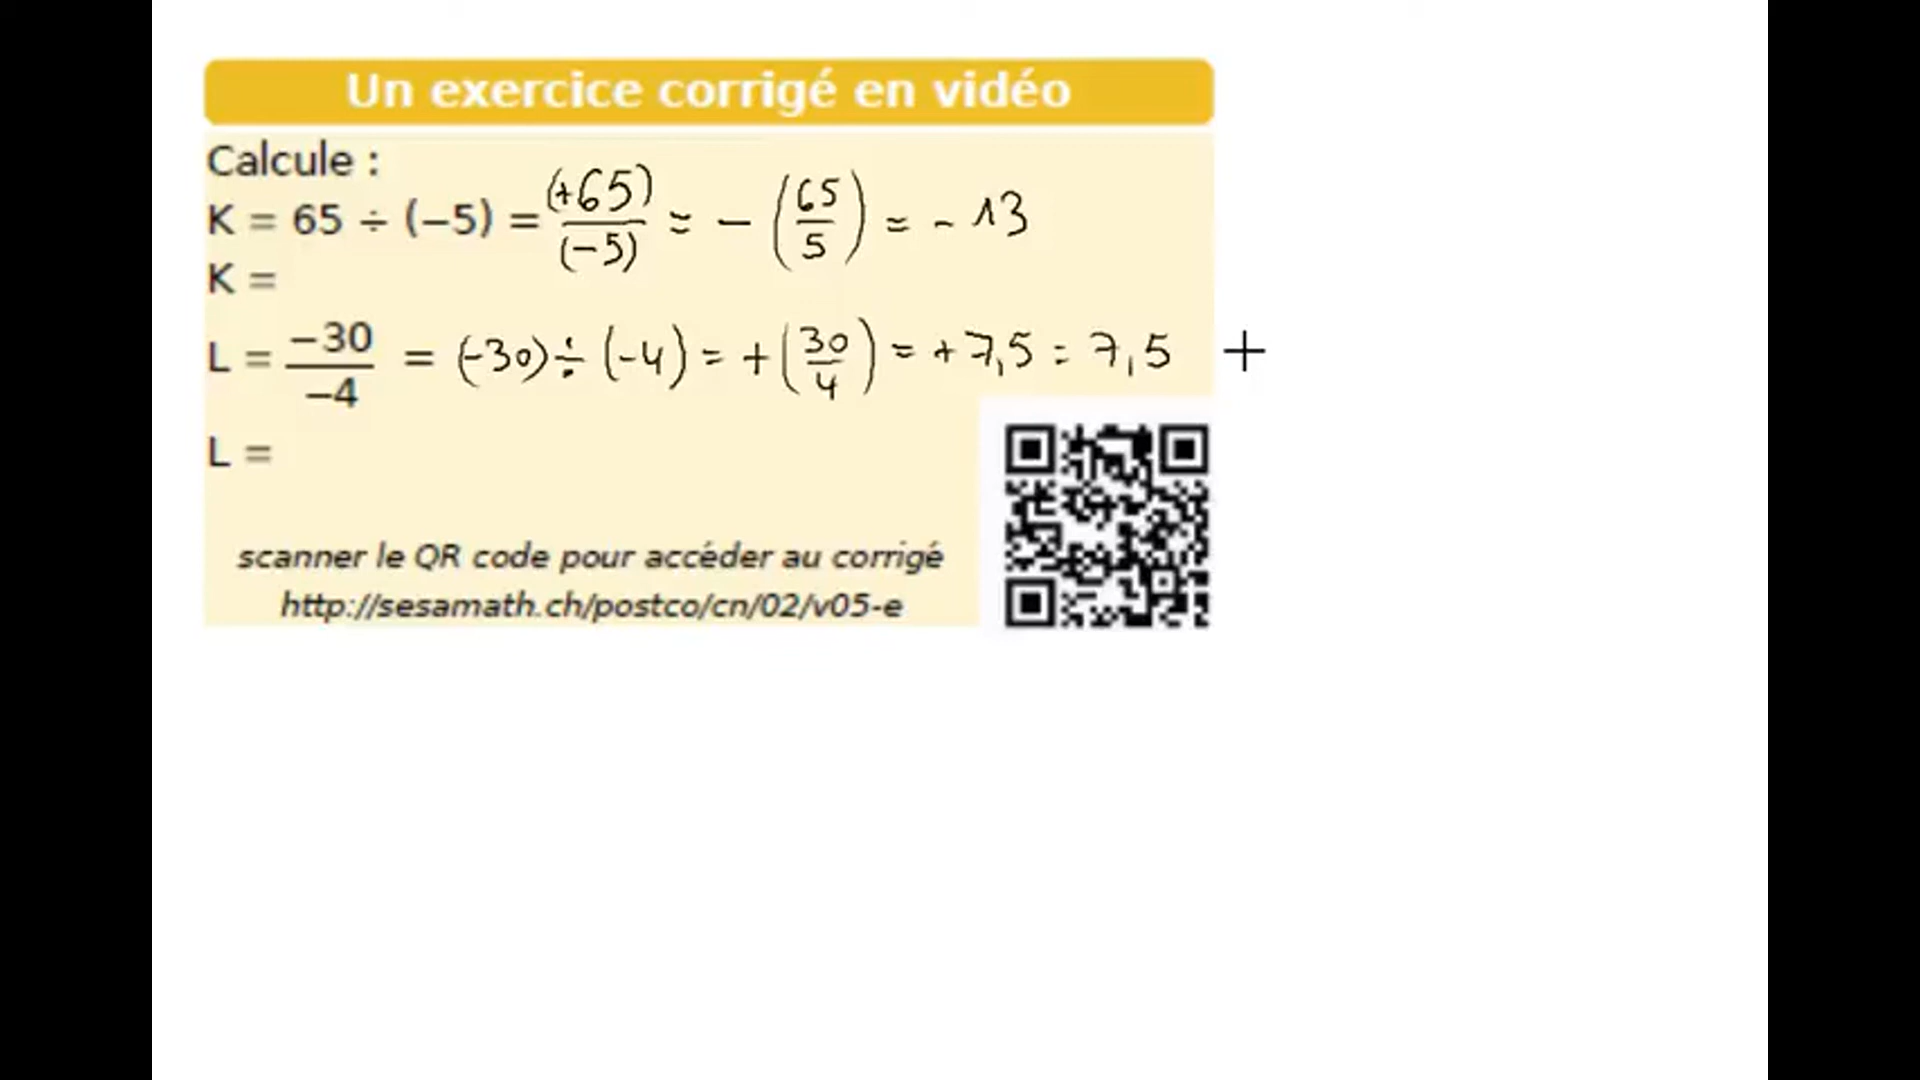 Un exercice corrigé en vidéo
Calcule :
K = 65 ÷ (−5) = (+65)/(−5) = − (65/5) = - 13
K =
L = −30/−4 = (-30) ÷ (-4) = + (30/4) = + 7,5 = 7,5
L =
scanner le QR code pour accéder au corrigé
http://sesamath.ch/postco/cn/02/v05-e